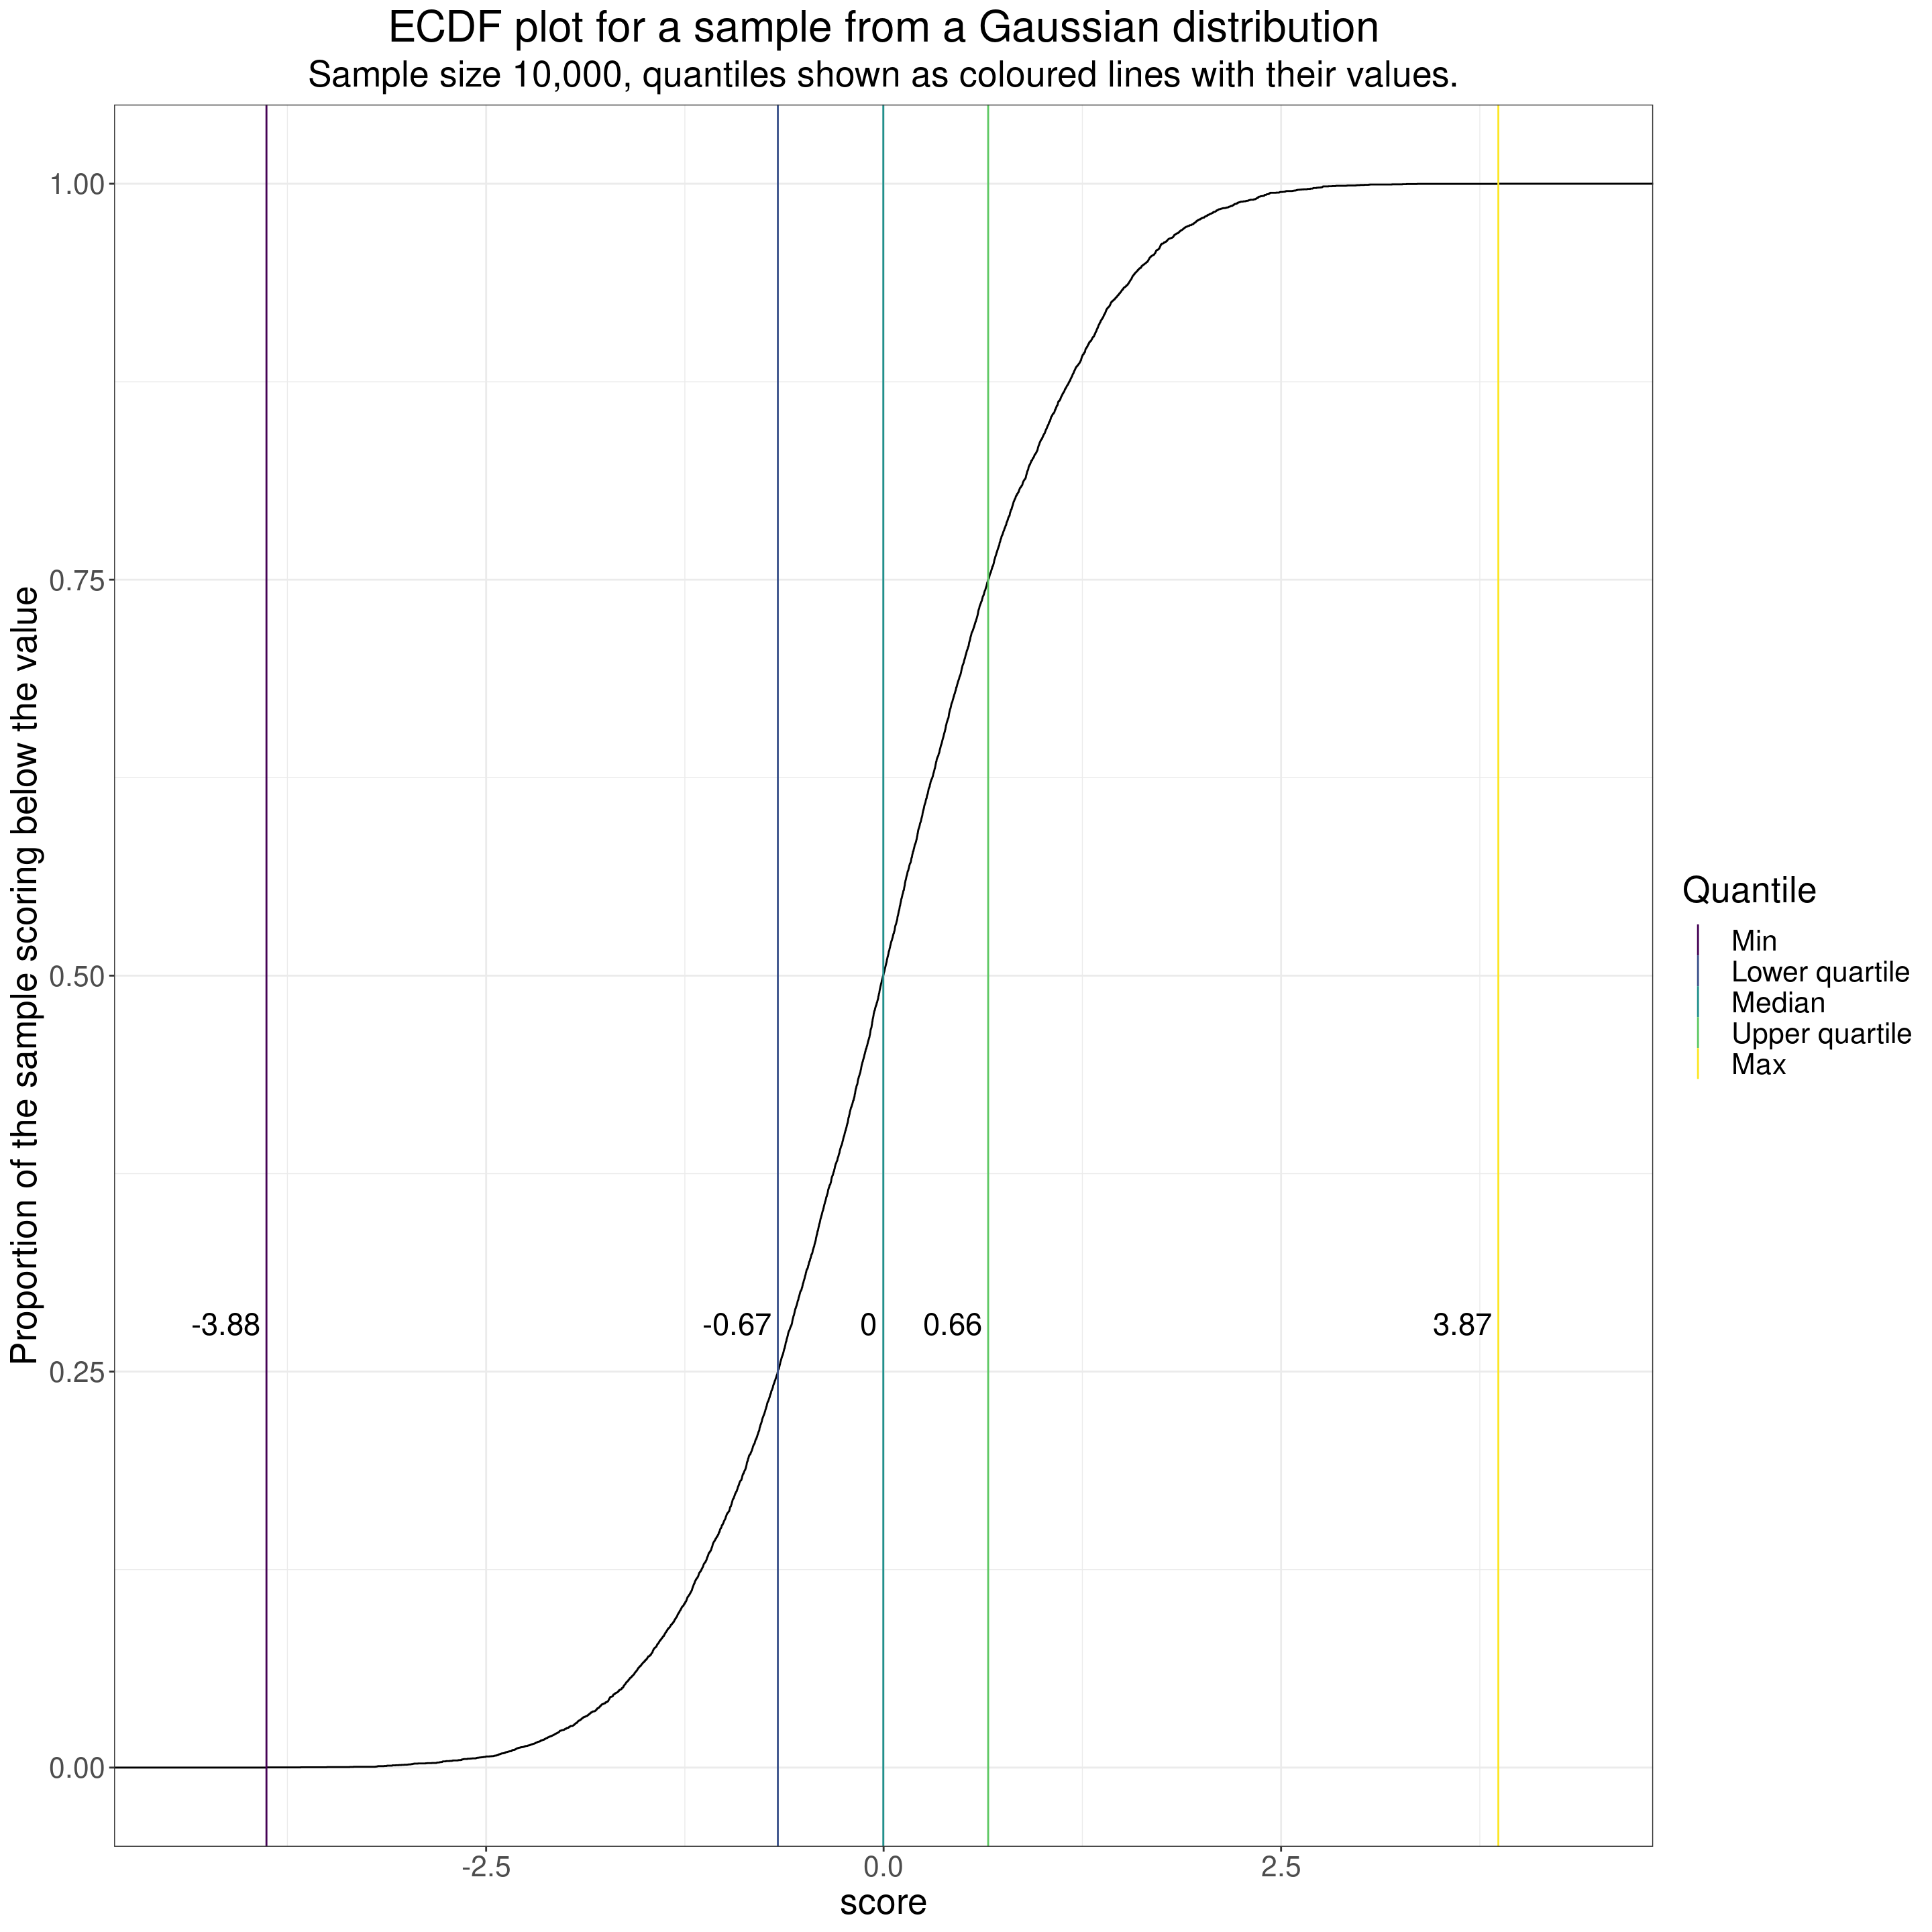 ECDF plot for a sample from a Gaussian distribution
Sample size 10,000, quantiles shown as coloured lines with their values.
Proportion of the sample scoring below the value
1.00
0.75
0.50
0.25
0.00
-3.88
-0.67
0
0.66
3.87
-2.5
0.0
2.5
score
Quantile
Min
Lower quartile
Median
Upper quartile
Max